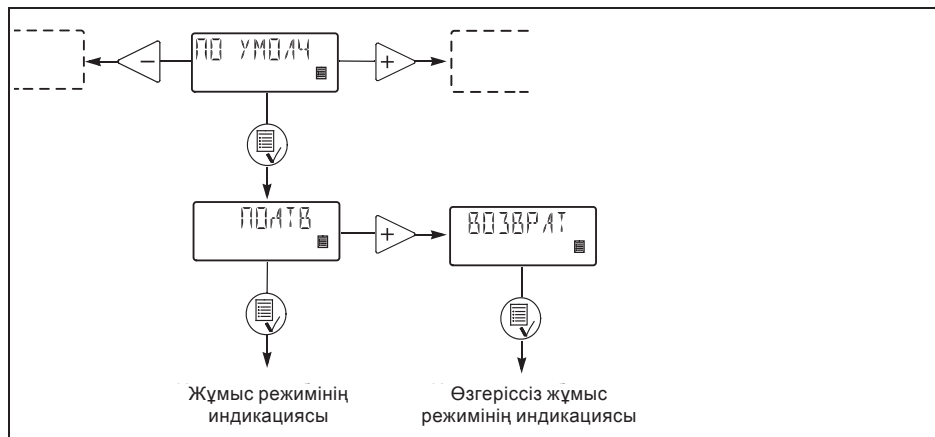 ПО УМОЛЧ
ПОДТВ
ВОЗВРАТ
Жұмыс режимінің
индикациясы
Өзгеріссіз жұмыс
режимінің индикациясы